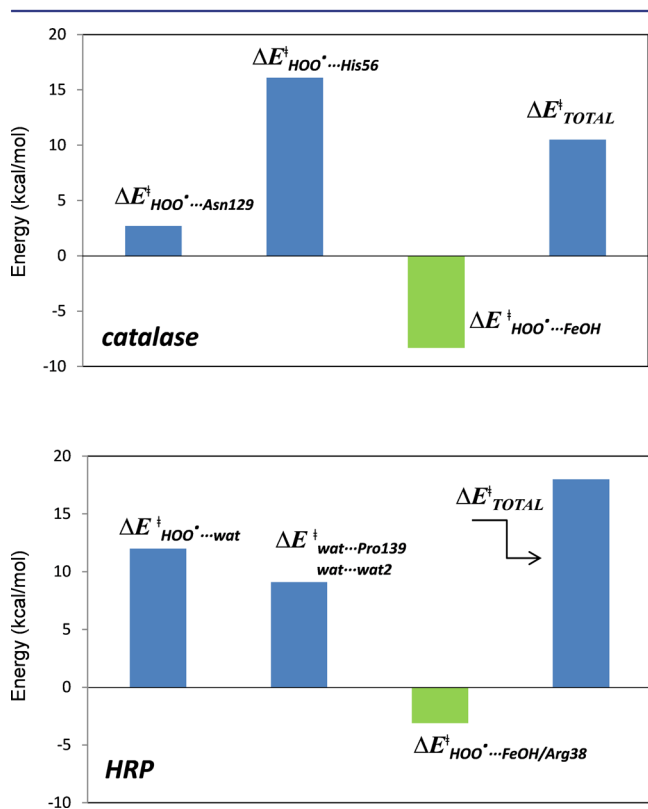 20
15
10
5
0
-5
-10
Energy (kcal/mol)
ΔE‡HOO•...Asn129
ΔE‡HOO•...His56
ΔE‡HOO•...FeOH
ΔE‡TOTAL
catalase
20
15
10
5
0
-5
-10
Energy (kcal/mol)
ΔE‡HOO•...wat
ΔE‡wat...Pro139
wat...wat2
ΔE‡HOO•...FeOH/Arg38
ΔE‡TOTAL
HRP